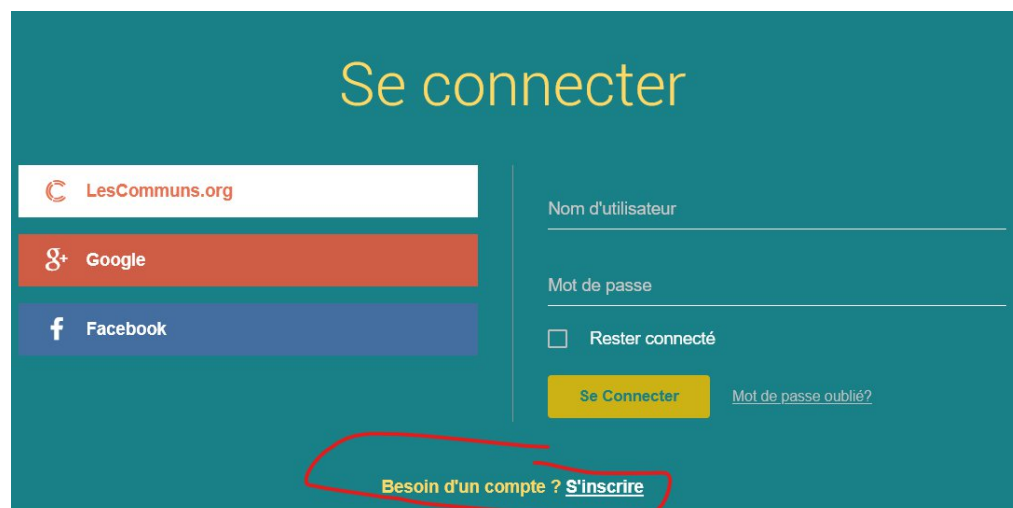 Se connecter
LesCommuns.org
g+ Google
f Facebook
Nom d'utilisateur
Mot de passe
Rester connecté
Se Connecter
Mot de passe oublié?
Besoin d'un compte ? S'inscrire